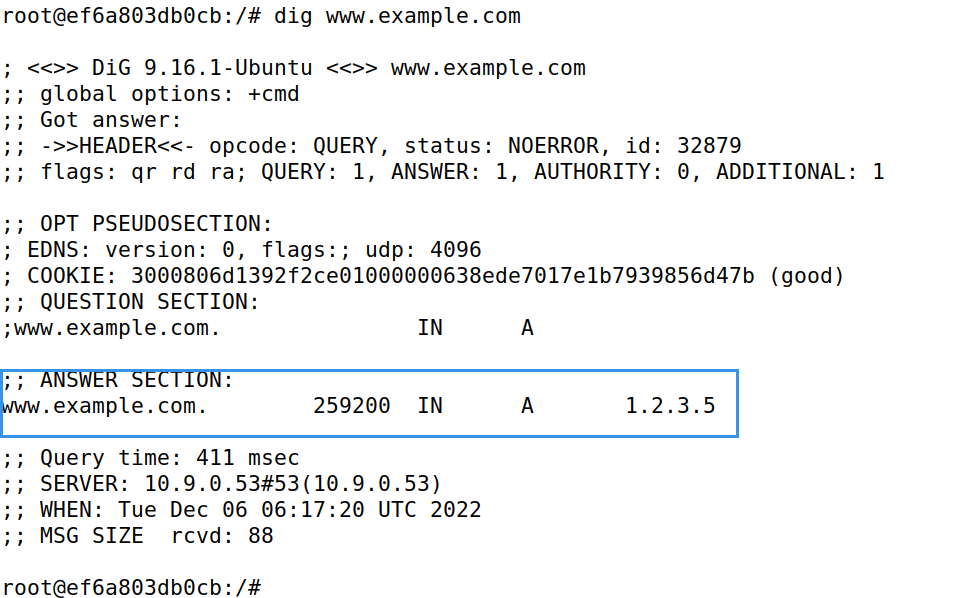 root@ef6a803db0cb:/# dig www.example.com
; <<>> DiG 9.16.1-Ubuntu <<>> www.example.com
;; global options: +cmd
;; Got answer:
;; ->>HEADER<<- opcode: QUERY, status: NOERROR, id: 32879
;; flags: qr rd ra; QUERY: 1, ANSWER: 1, AUTHORITY: 0, ADDITIONAL: 1
;; OPT PSEUDOSECTION:
; EDNS: version: 0, flags:; udp: 4096
; COOKIE: 3000806d1392f2ce01000000638ede7017e1b7939856d47b (good)
;; QUESTION SECTION:
;www.example.com.               IN      A
;; ANSWER SECTION:
www.example.com.        259200  IN      A       1.2.3.5
;; Query time: 411 msec
;; SERVER: 10.9.0.53#53(10.9.0.53)
;; WHEN: Tue Dec 06 06:17:20 UTC 2022
;; MSG SIZE  rcvd: 88
root@ef6a803db0cb:/#